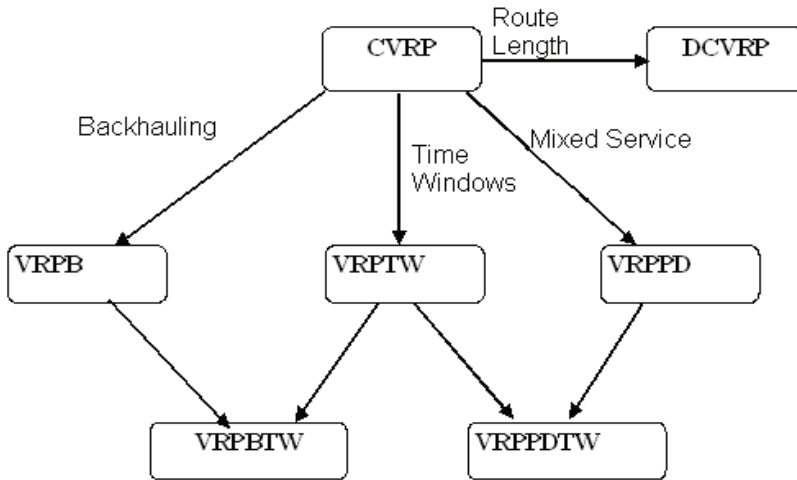 Route
Length
CVRP
DCVRP
Backhauling
Time
Windows
Mixed Service
VRPB
VRPTW
VRPPD
VRPBTW
VRPPDTW